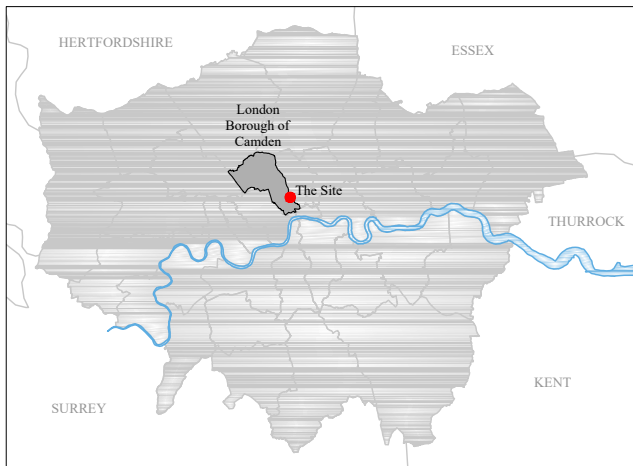 HERTFORDSHIRE
ESSEX
London
Borough of
Camden
The Site
THURROCK
KENT
SURREY